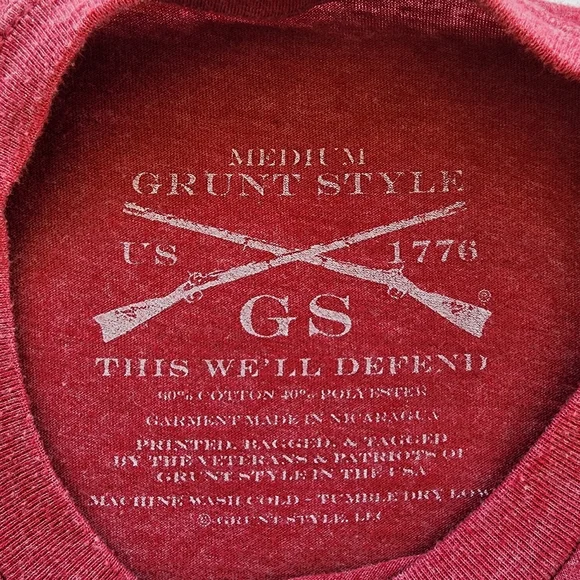 MEDIUM
GRUNT STYLE
US 1776
®
GS
THIS WE'LL DEFEND
60% COTTON 40% POLYESTER
GARMENT MADE IN NICARAGUA
PRINTED, BAGGED, & TAGGED
BY THE VETERANS & PATRIOTS OF
GRUNT STYLE IN THE USA
MACHINE WASH COLD - TUMBLE DRY LOW
© GRUNT STYLE, LLC